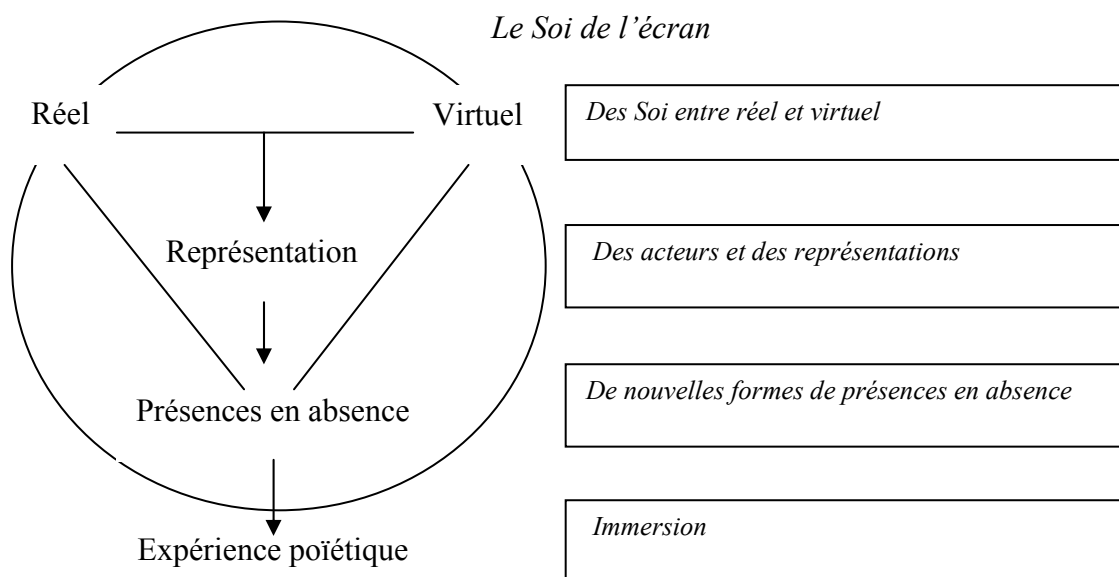 Le Soi de l’écran
Réel
Virtuel
Des Soi entre réel et virtuel
Représentation
Des acteurs et des représentations
Présences en absence
De nouvelles formes de présences en absence
Expérience poïétique
Immersion